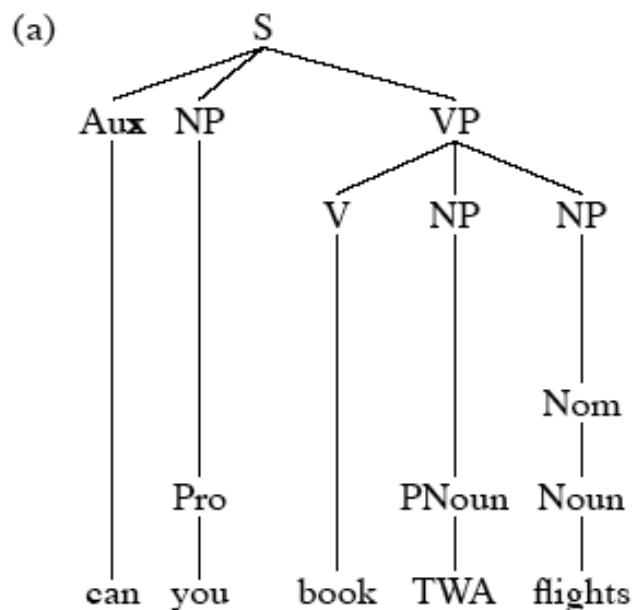 (a) S
Aux NP VP
V NP NP
Nom
Pro PNoun Noun
can you book TWA flights